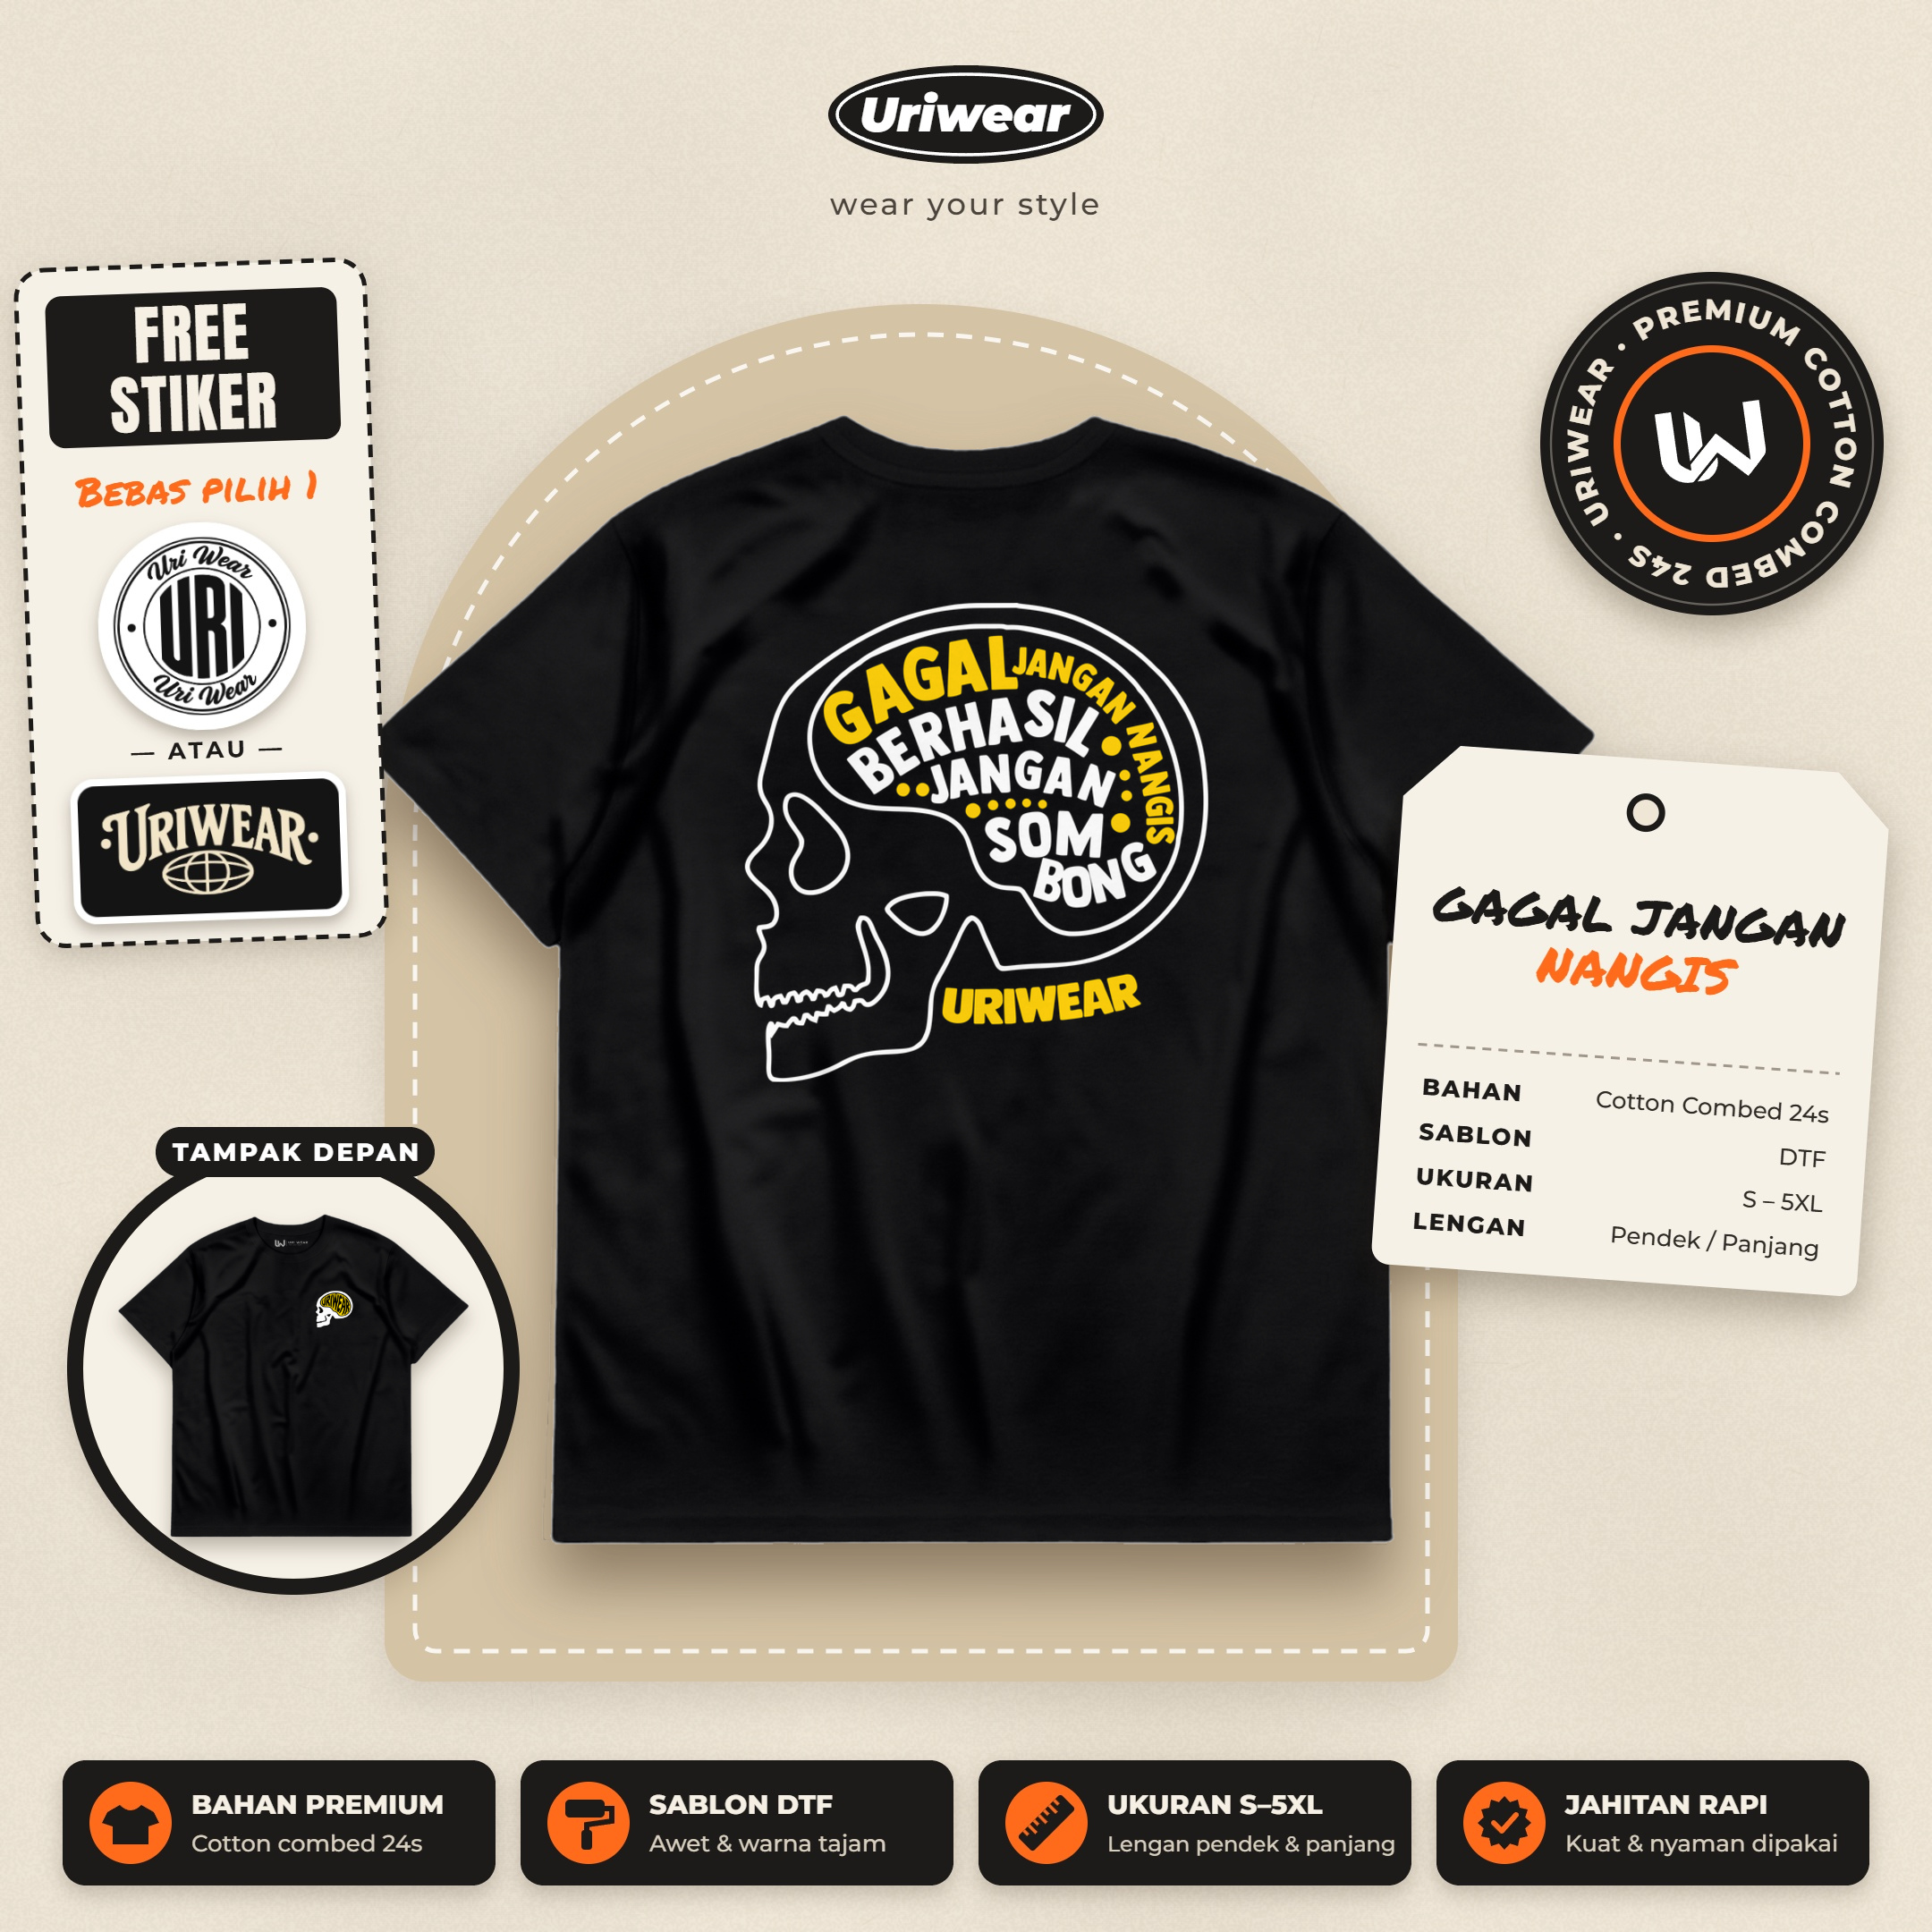 Uriwear
wear your style
FREE
STIKER
BEBAS PILIH 1
Uri Wear
URI
Uri Wear
— ATAU —
URIWEAR
URIWEAR • PREMIUM COTTON COMBED 24S •
GAGAL JANGAN NANGIS
BERHASIL
JANGAN
SOM
BONG
URIWEAR
GAGAL JANGAN
NANGIS
BAHAN Cotton Combed 24s
SABLON DTF
UKURAN S – 5XL
LENGAN Pendek / Panjang
TAMPAK DEPAN
URIWEAR
BAHAN PREMIUM
Cotton combed 24s
SABLON DTF
Awet & warna tajam
UKURAN S–5XL
Lengan pendek & panjang
JAHITAN RAPI
Kuat & nyaman dipakai